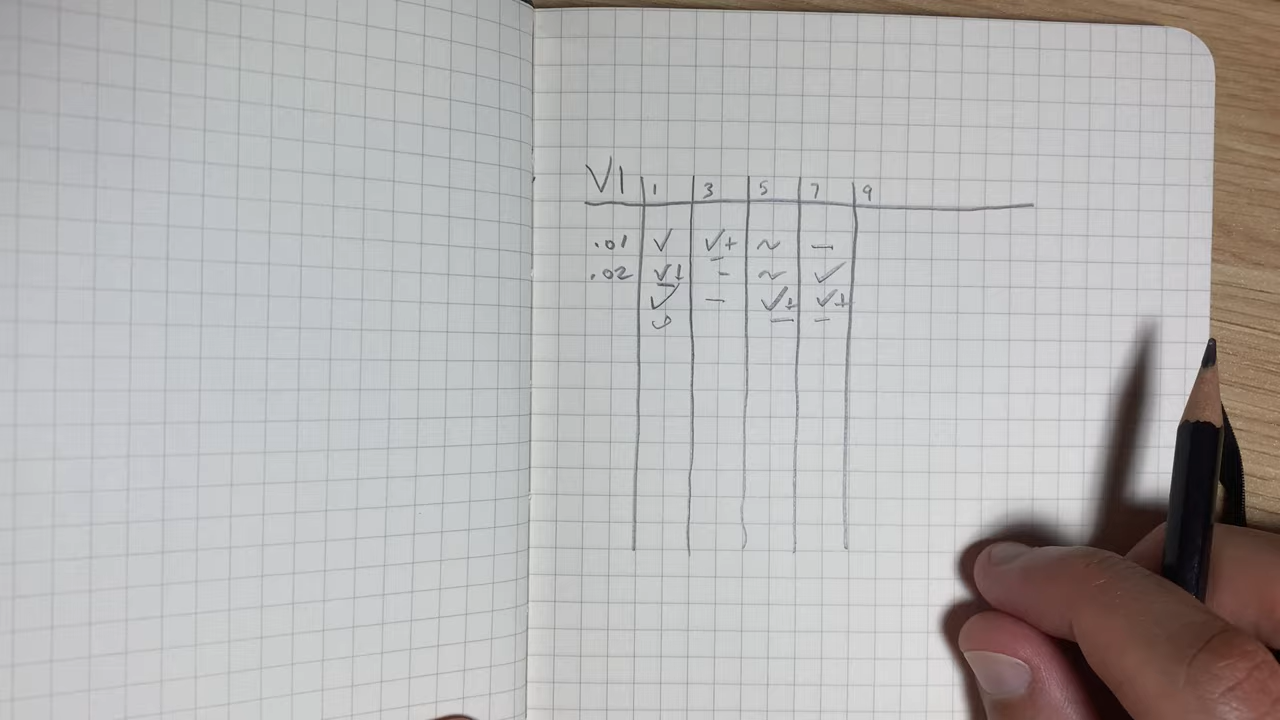 V1 1 3 5 7 9
.01 ✓ ✓+ ~ -
.02 ✓+ - ~ ✓
✓ - ✓+ ✓+